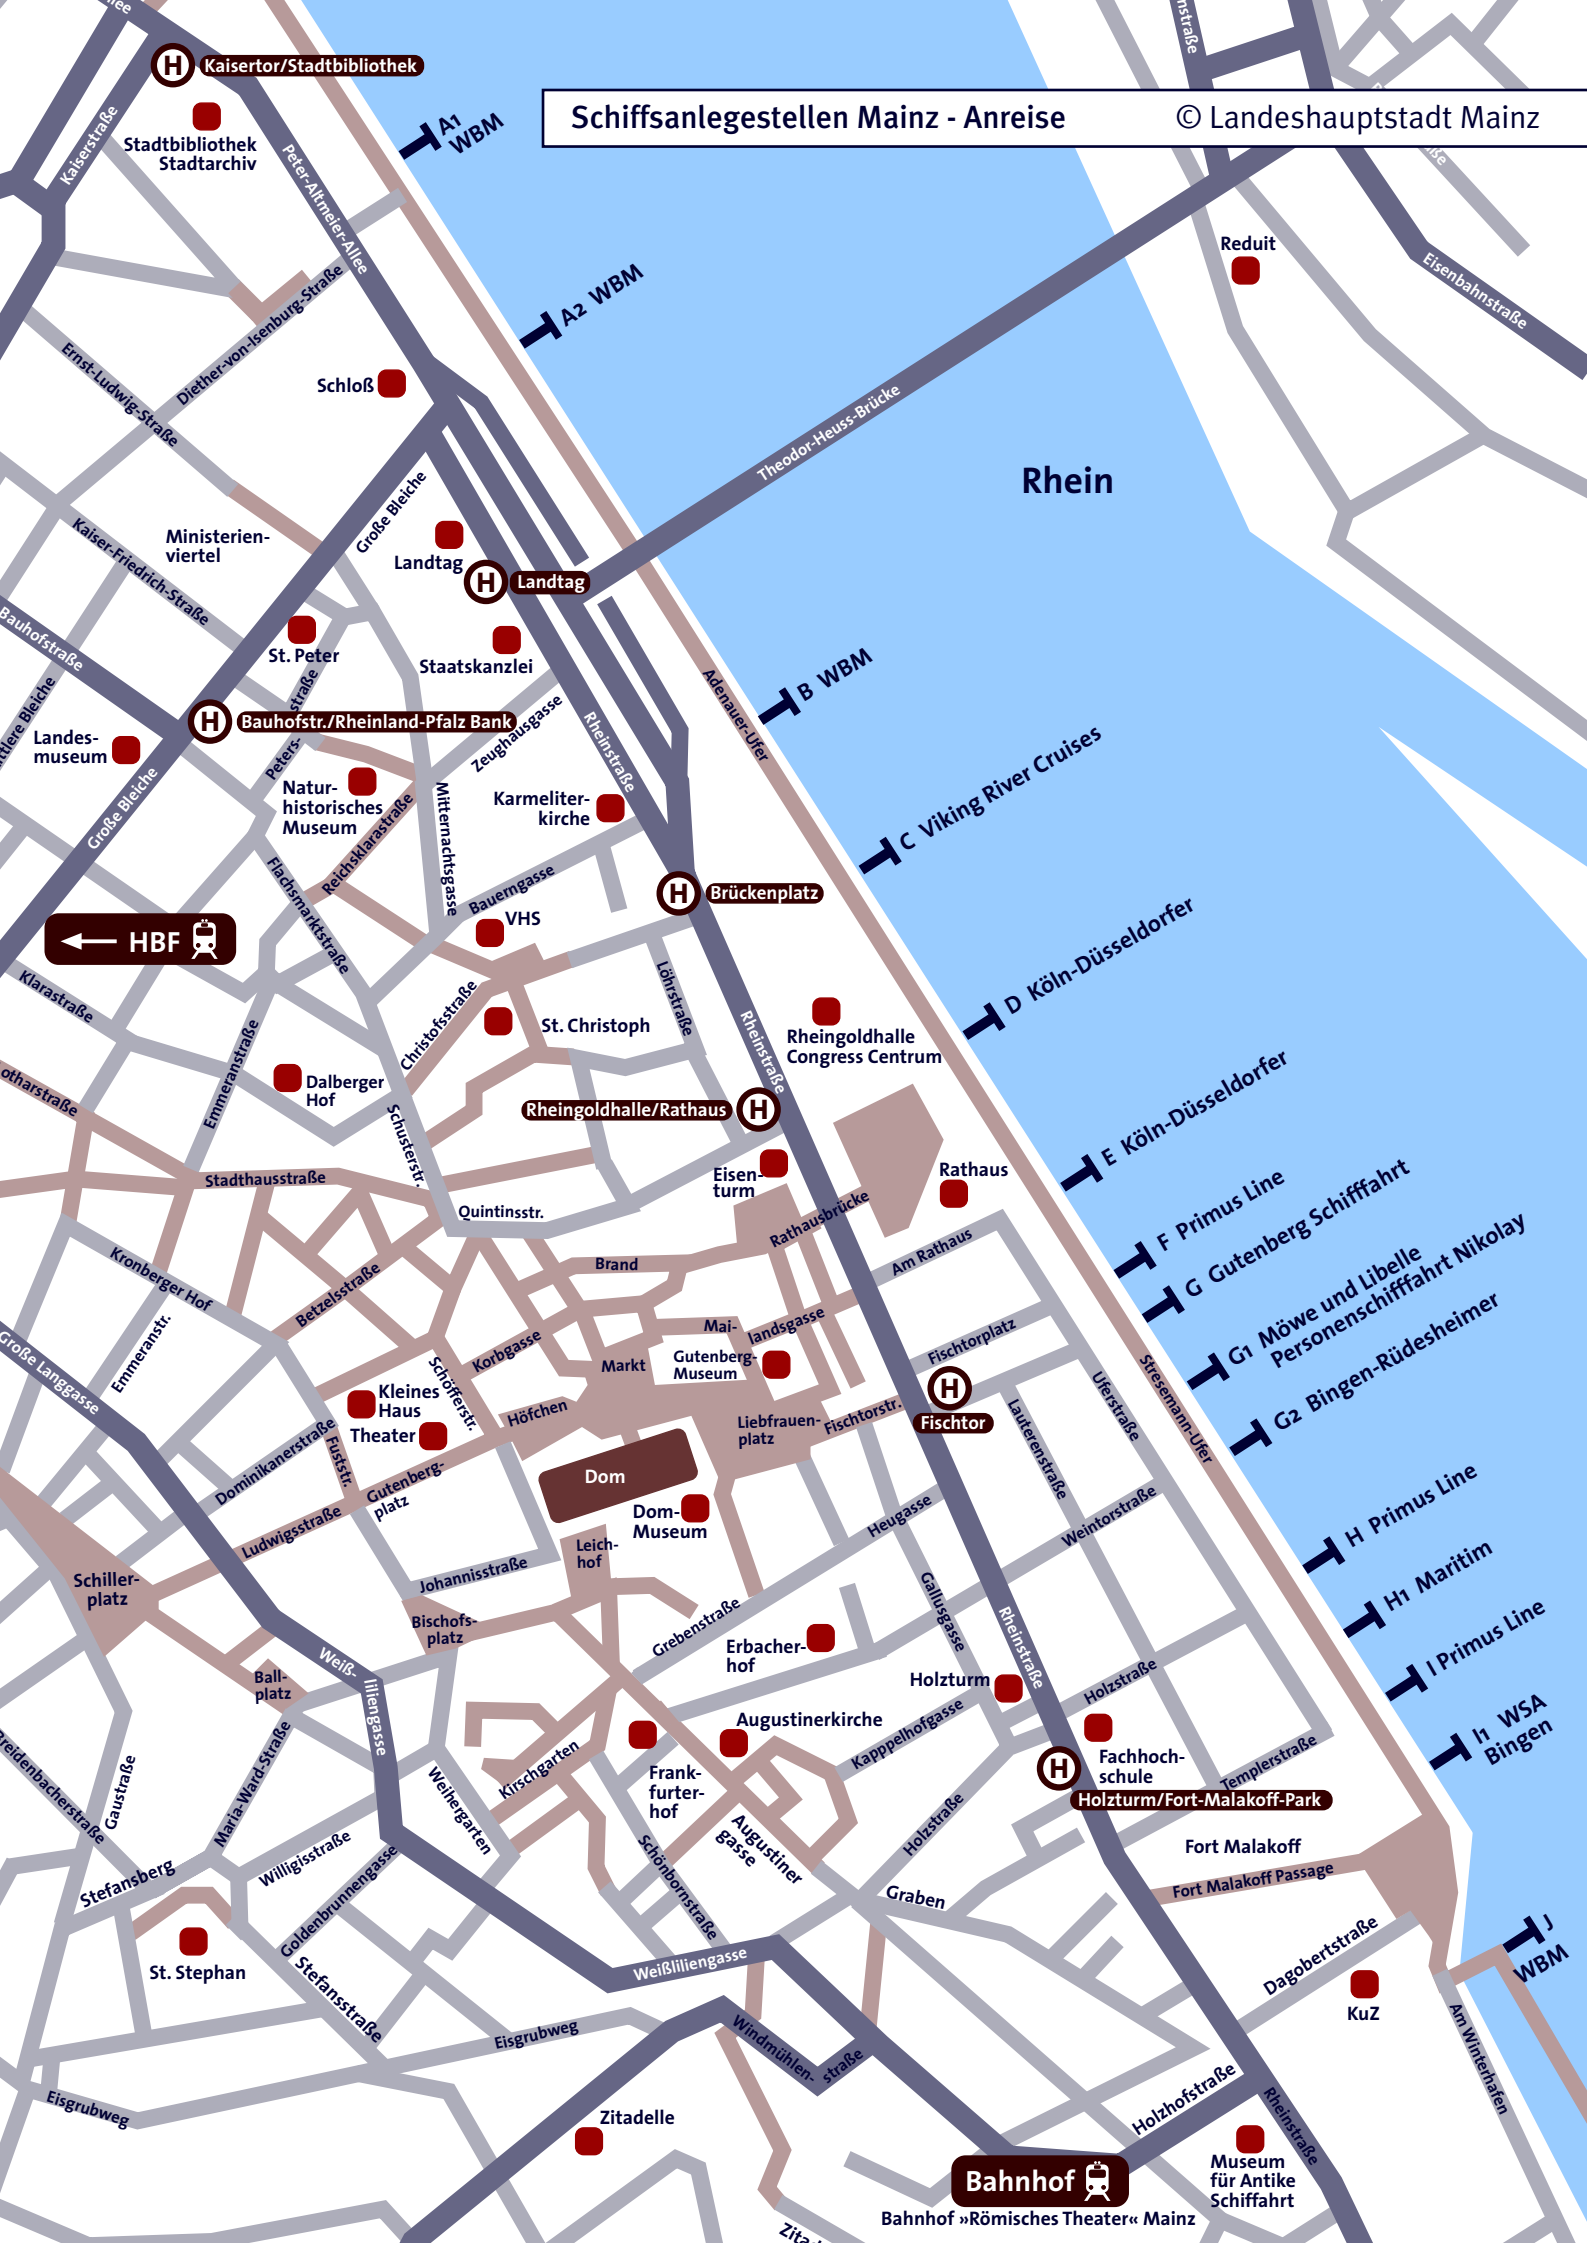 Schiffsanlegestellen Mainz - Anreise
© Landeshauptstadt Mainz
Kaisertor/Stadtbibliothek
Stadtbibliothek
Stadtarchiv
Kaiserstraße
Peter-Altmeier-Allee
A1
WBM
A2 WBM
Reduit
Eisenbahnstraße
Diether-von-Isenburg-Straße
Ernst-Ludwig-Straße
Schloß
Theodor-Heuss-Brücke
Rhein
Große Bleiche
Kaiser-Friedrich-Straße
Ministerien-
viertel
Landtag
Landtag
Bauhofstraße
St. Peter
Staatskanzlei
Peters-
straße
Bauhofstr./Rheinland-Pfalz Bank
Landes-
museum
Große Bleiche
Zeughausgasse
Rheinstraße
Adenauer-Ufer
B WBM
C Viking River Cruises
Natur-
historisches
Museum
Mitternachtsgasse
Karmeliter-
kirche
Reichsklarastraße
Flachsmarktstraße
Bauerngasse
Brückenplatz
VHS
HBF
D Köln-Düsseldorfer
Klarastraße
Löhrstraße
Christofsstraße
St. Christoph
Rheinstraße
Rheingoldhalle
Congress Centrum
Emmeranstraße
Dalberger
Hof
otharstraße
Schusterstr.
Rheingoldhalle/Rathaus
E Köln-Düsseldorfer
Eisen-
turm
Rathaus
Stadthausstraße
Quintinsstr.
Rathausbrücke
F Primus Line
G Gutenberg Schifffahrt
G1 Möwe und Libelle
Personenschifffahrt Nikolay
G2 Bingen-Rüdesheimer
Kronberger Hof
Brand
Am Rathaus
Betzelsstraße
Mai-
landsgasse
Korbgasse
Markt
Gutenberg-
Museum
Fischtorplatz
Große Langgasse
Emmeranstr.
Schöfferstr.
Kleines
Haus
Theater
Höfchen
Liebfrauen-
platz
Fischtorstr.
Fischtor
Uferstraße
Stresemann-Ufer
Lauterenstraße
Dominikanerstraße
Fuststr.
Gutenberg-
platz
Dom
Dom-
Museum
Heugasse
Weintorstraße
H Primus Line
H1 Maritim
I Primus Line
I1 WSA
Bingen
Ludwigsstraße
Leich-
hof
Johannisstraße
Schiller-
platz
Bischofs-
platz
Grebenstraße
Gallusgasse
Rheinstraße
Erbacher-
hof
Holzturm
Holzstraße
Ball-
platz
Weiß-
liliengasse
Augustinerkirche
Kapppelhofgasse
Fachhoch-
schule
Templerstraße
Holzturm/Fort-Malakoff-Park
Kirschgarten
Frank-
furter-
hof
Maria-Ward-Straße
Gaustraße
Weihergarten
Augustiner
gasse
Holzstraße
Fort Malakoff
Fort Malakoff Passage
Willigisstraße
Stefansberg
Schönbornstraße
Graben
Goldenbrunnengasse
Dagobertstraße
J
WBM
KuZ
St. Stephan
Stefansstraße
Weißliliengasse
Am Winterhafen
Eisgrubweg
Windmühlen-
straße
Eisgrubweg
Holzhofstraße
Rheinstraße
Zitadelle
Museum
für Antike
Schiffahrt
Bahnhof
Bahnhof »Römisches Theater« Mainz